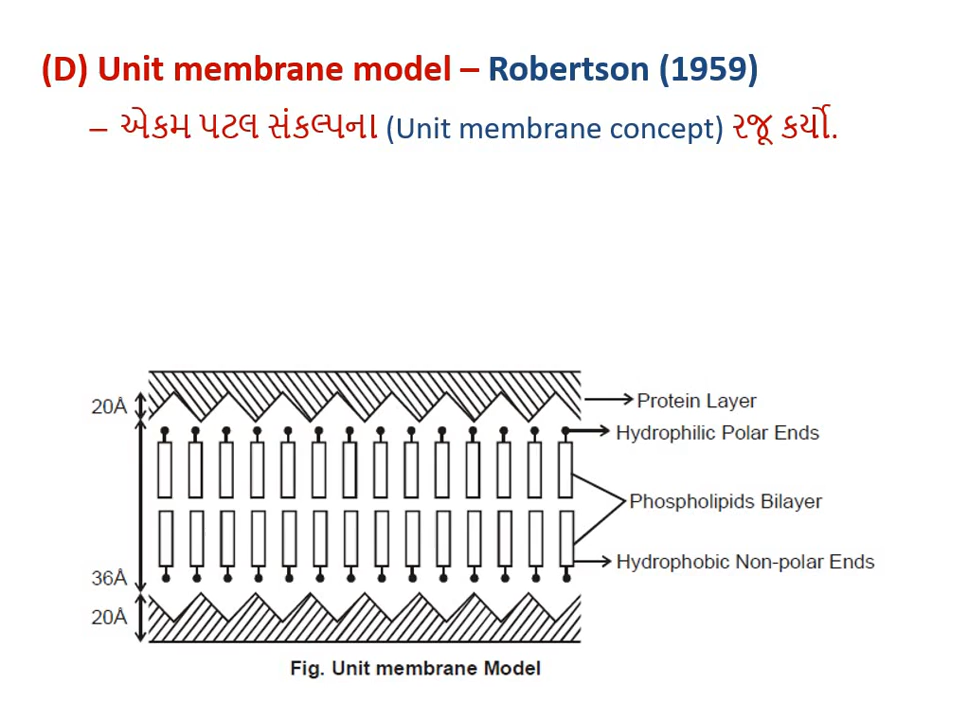 (D) Unit membrane model – Robertson (1959)
– એકમ પટલ સંકલ્પના (Unit membrane concept) રજૂ કર્યો.
20Å
Protein Layer
Hydrophilic Polar Ends
Phospholipids Bilayer
Hydrophobic Non-polar Ends
36Å
20Å
Fig. Unit membrane Model